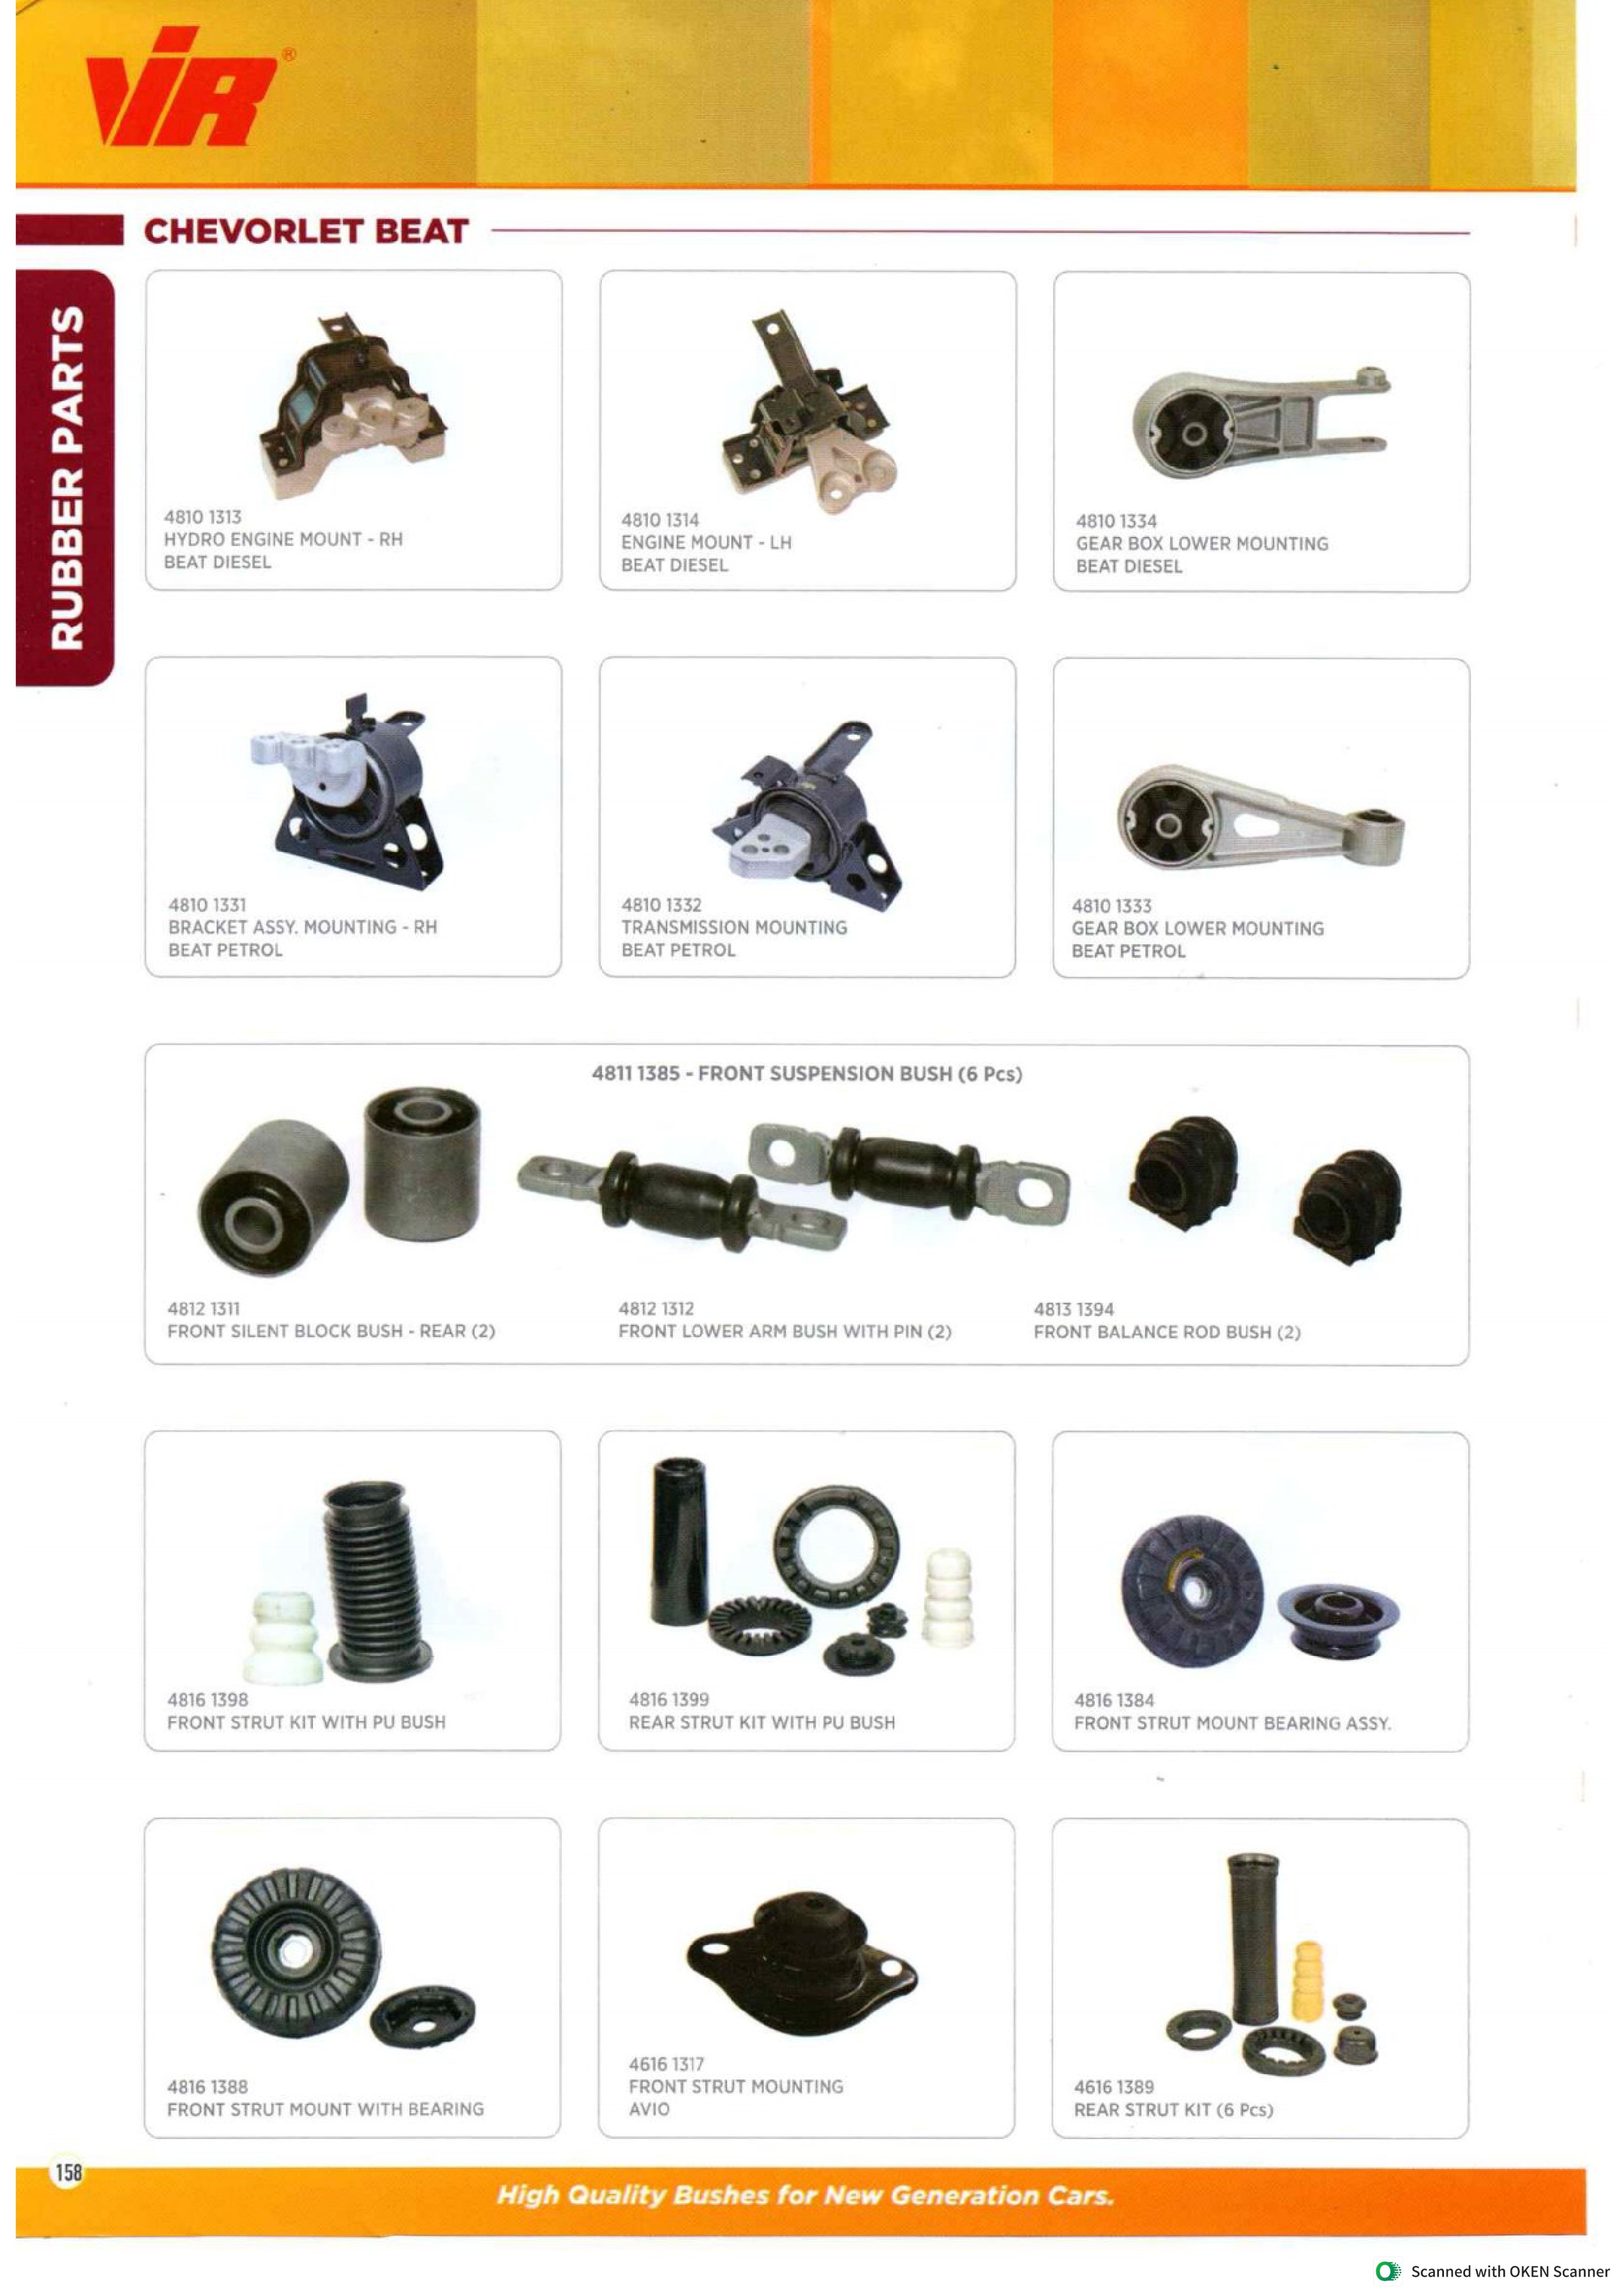 VIR®
CHEVORLET BEAT
RUBBER PARTS
4810 1313
HYDRO ENGINE MOUNT - RH
BEAT DIESEL
4810 1314
ENGINE MOUNT - LH
BEAT DIESEL
4810 1334
GEAR BOX LOWER MOUNTING
BEAT DIESEL
4810 1331
BRACKET ASSY. MOUNTING - RH
BEAT PETROL
4810 1332
TRANSMISSION MOUNTING
BEAT PETROL
4810 1333
GEAR BOX LOWER MOUNTING
BEAT PETROL
4811 1385 - FRONT SUSPENSION BUSH (6 Pcs)
4812 1311
FRONT SILENT BLOCK BUSH - REAR (2)
4812 1312
FRONT LOWER ARM BUSH WITH PIN (2)
4813 1394
FRONT BALANCE ROD BUSH (2)
4816 1398
FRONT STRUT KIT WITH PU BUSH
4816 1399
REAR STRUT KIT WITH PU BUSH
4816 1384
FRONT STRUT MOUNT BEARING ASSY.
4816 1388
FRONT STRUT MOUNT WITH BEARING
4616 1317
FRONT STRUT MOUNTING
AVIO
4616 1389
REAR STRUT KIT (6 Pcs)
158
High Quality Bushes for New Generation Cars.
Scanned with OKEN Scanner